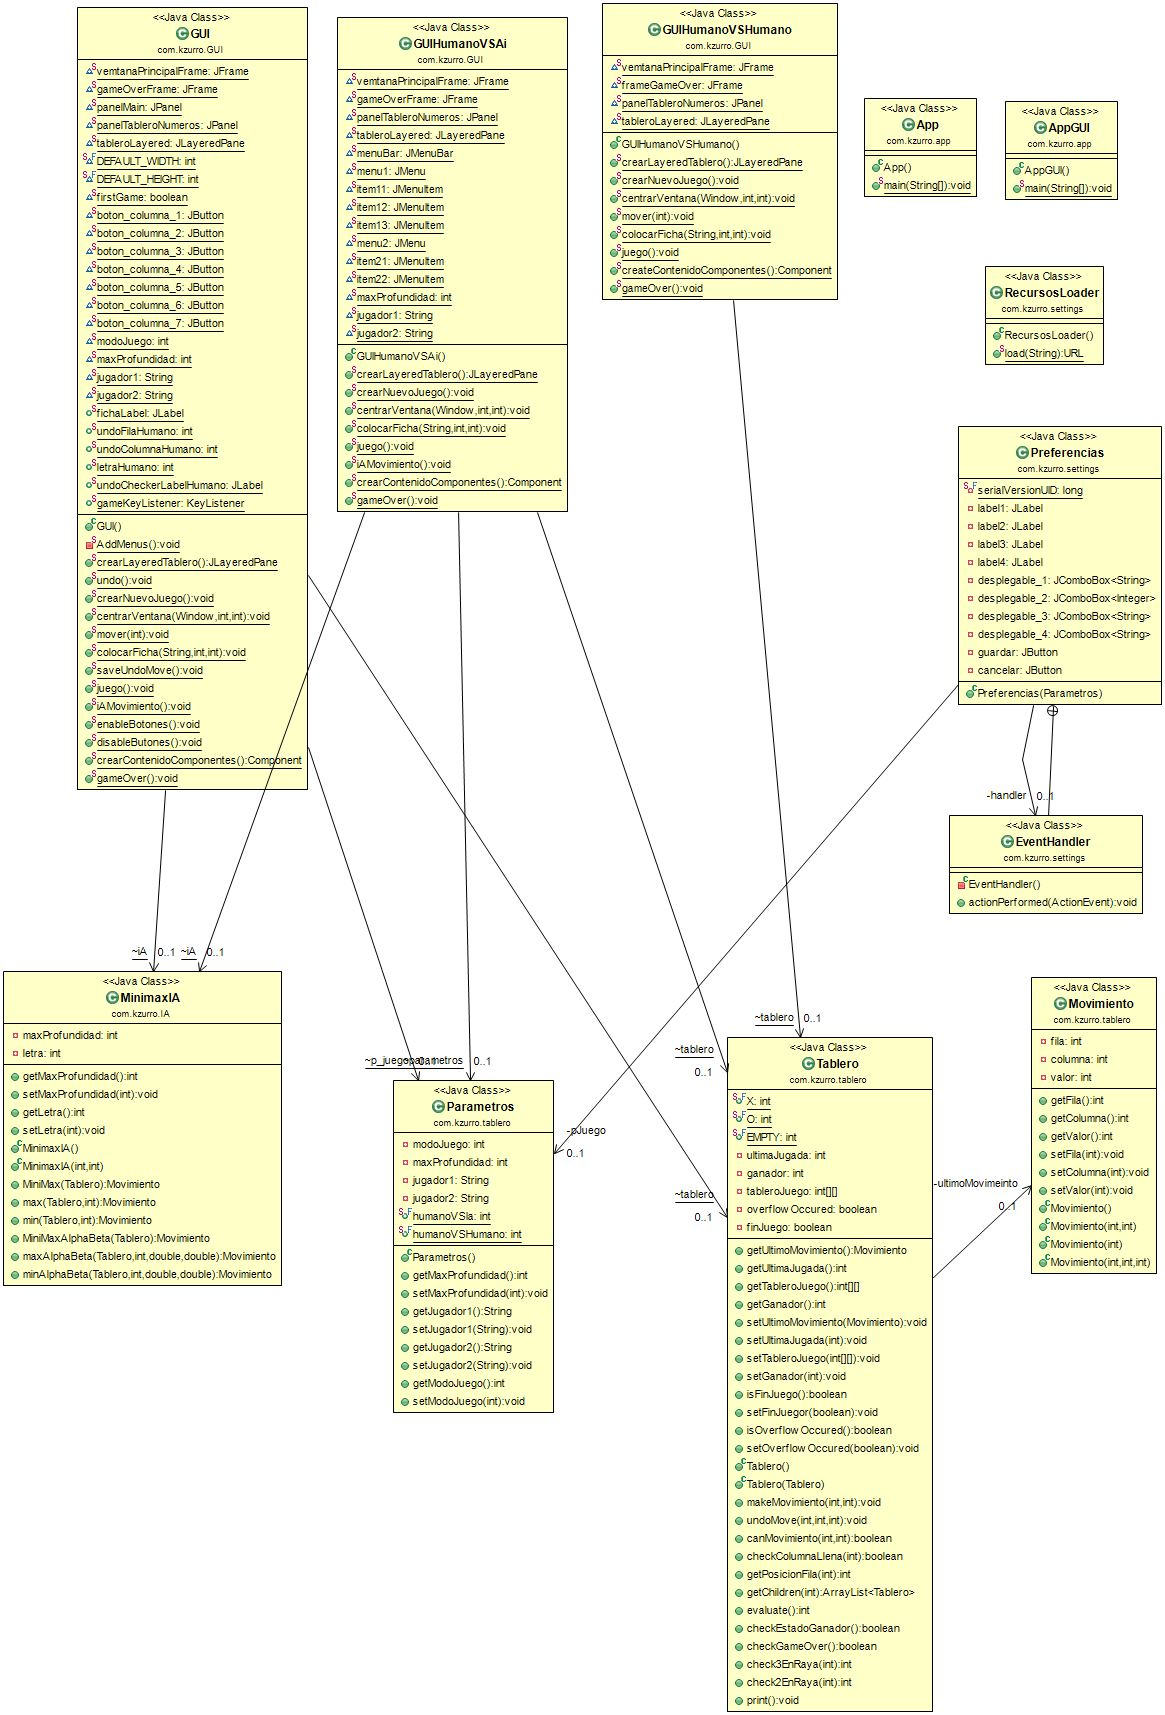 <<Java Class>>
GUI
com.kzurro.GUI
vemtanaPrincipalFrame: JFrame
gameOverFrame: JFrame
panelMain: JPanel
panelTableroNumeros: JPanel
tableroLayered: JLayeredPane
DEFAULT_WIDTH: int
DEFAULT_HEIGHT: int
firstGame: boolean
boton_columna_1: JButton
boton_columna_2: JButton
boton_columna_3: JButton
boton_columna_4: JButton
boton_columna_5: JButton
boton_columna_6: JButton
boton_columna_7: JButton
modoJuego: int
maxProfundidad: int
jugador1: String
jugador2: String
fichaLabel: JLabel
undoFilaHumano: int
undoColumnaHumano: int
letraHumano: int
undoCheckerLabelHumano: JLabel
gameKeyListener: KeyListener
GUI()
AddMenus():void
crearLayeredTablero():JLayeredPane
undo():void
crearNuevoJuego():void
centrarVentana(Window,int,int):void
mover(int):void
colocarFicha(String,int,int):void
saveUndoMove():void
juego():void
iAMovimiento():void
enableBotones():void
disableButones():void
crearContenidoComponentes():Component
gameOver():void
<<Java Class>>
GUIHumanoVSAi
com.kzurro.GUI
vemtanaPrincipalFrame: JFrame
gameOverFrame: JFrame
panelTableroNumeros: JPanel
tableroLayered: JLayeredPane
menuBar: JMenuBar
menu1: JMenu
item11: JMenuItem
item12: JMenuItem
item13: JMenuItem
menu2: JMenu
item21: JMenuItem
item22: JMenuItem
maxProfundidad: int
jugador1: String
jugador2: String
GUIHumanoVSAi()
crearLayeredTablero():JLayeredPane
crearNuevoJuego():void
centrarVentana(Window,int,int):void
colocarFicha(String,int,int):void
juego():void
iAMovimiento():void
crearContenidoComponentes():Component
gameOver():void
<<Java Class>>
GUIHumanoVSHumano
com.kzurro.GUI
vemtanaPrincipalFrame: JFrame
frameGameOver: JFrame
panelTableroNumeros: JPanel
tableroLayered: JLayeredPane
GUIHumanoVSHumano()
crearLayeredTablero():JLayeredPane
crearNuevoJuego():void
centrarVentana(Window,int,int):void
mover(int):void
colocarFicha(String,int,int):void
juego():void
createContenidoComponentes():Component
gameOver():void
<<Java Class>>
App
com.kzurro.app
App()
main(String[]):void
<<Java Class>>
AppGUI
com.kzurro.app
AppGUI()
main(String[]):void
<<Java Class>>
RecursosLoader
com.kzurro.settings
RecursosLoader()
load(String):URL
<<Java Class>>
Preferencias
com.kzurro.settings
serialVersionUID: long
label1: JLabel
label2: JLabel
label3: JLabel
label4: JLabel
desplegable_1: JComboBox<String>
desplegable_2: JComboBox<Integer>
desplegable_3: JComboBox<String>
desplegable_4: JComboBox<String>
guardar: JButton
cancelar: JButton
Preferencias(Parametros)
-handler 0..1
<<Java Class>>
EventHandler
com.kzurro.settings
EventHandler()
actionPerformed(ActionEvent):void
~iA 0..1
~iA 0..1
<<Java Class>>
MinimaxIA
com.kzurro.IA
maxProfundidad: int
letra: int
getMaxProfundidad():int
setMaxProfundidad(int):void
getLetra():int
setLetra(int):void
MinimaxIA()
MinimaxIA(int,int)
MiniMax(Tablero):Movimiento
max(Tablero,int):Movimiento
min(Tablero,int):Movimiento
MiniMaxAlphaBeta(Tablero):Movimiento
maxAlphaBeta(Tablero,int,double,double):Movimiento
minAlphaBeta(Tablero,int,double,double):Movimiento
~p_juego
parametros
0..1
0..1
<<Java Class>>
Parametros
com.kzurro.tablero
modoJuego: int
maxProfundidad: int
jugador1: String
jugador2: String
humanoVSIa: int
humanoVSHumano: int
Parametros()
getMaxProfundidad():int
setMaxProfundidad(int):void
getJugador1():String
setJugador1(String):void
getJugador2():String
setJugador2(String):void
getModoJuego():int
setModoJuego(int):void
-pJuego
0..1
~tablero 0..1
~tablero
0..1
~tablero
0..1
<<Java Class>>
Tablero
com.kzurro.tablero
X: int
O: int
EMPTY: int
ultimaJugada: int
ganador: int
tableroJuego: int[][]
overflowOccured: boolean
finJuego: boolean
getUltimoMovimiento():Movimiento
getUltimaJugada():int
getTableroJuego():int[][]
getGanador():int
setUltimoMovimiento(Movimiento):void
setUltimaJugada(int):void
setTableroJuego(int[][]):void
setGanador(int):void
isFinJuego():boolean
setFinJuegor(boolean):void
isOverflowOccured():boolean
setOverflowOccured(boolean):void
Tablero()
Tablero(Tablero)
makeMovimiento(int,int):void
undoMove(int,int,int):void
canMovimiento(int,int):boolean
checkColumnaLlena(int):boolean
getPosicionFila(int):int
getChildren(int):ArrayList<Tablero>
evaluate():int
checkEstadoGanador():boolean
checkGameOver():boolean
check3EnRaya(int):int
check2EnRaya(int):int
print():void
-ultimoMovimeinto
0..1
<<Java Class>>
Movimiento
com.kzurro.tablero
fila: int
columna: int
valor: int
getFila():int
getColumna():int
getValor():int
setFila(int):void
setColumna(int):void
setValor(int):void
Movimiento()
Movimiento(int,int)
Movimiento(int)
Movimiento(int,int,int)